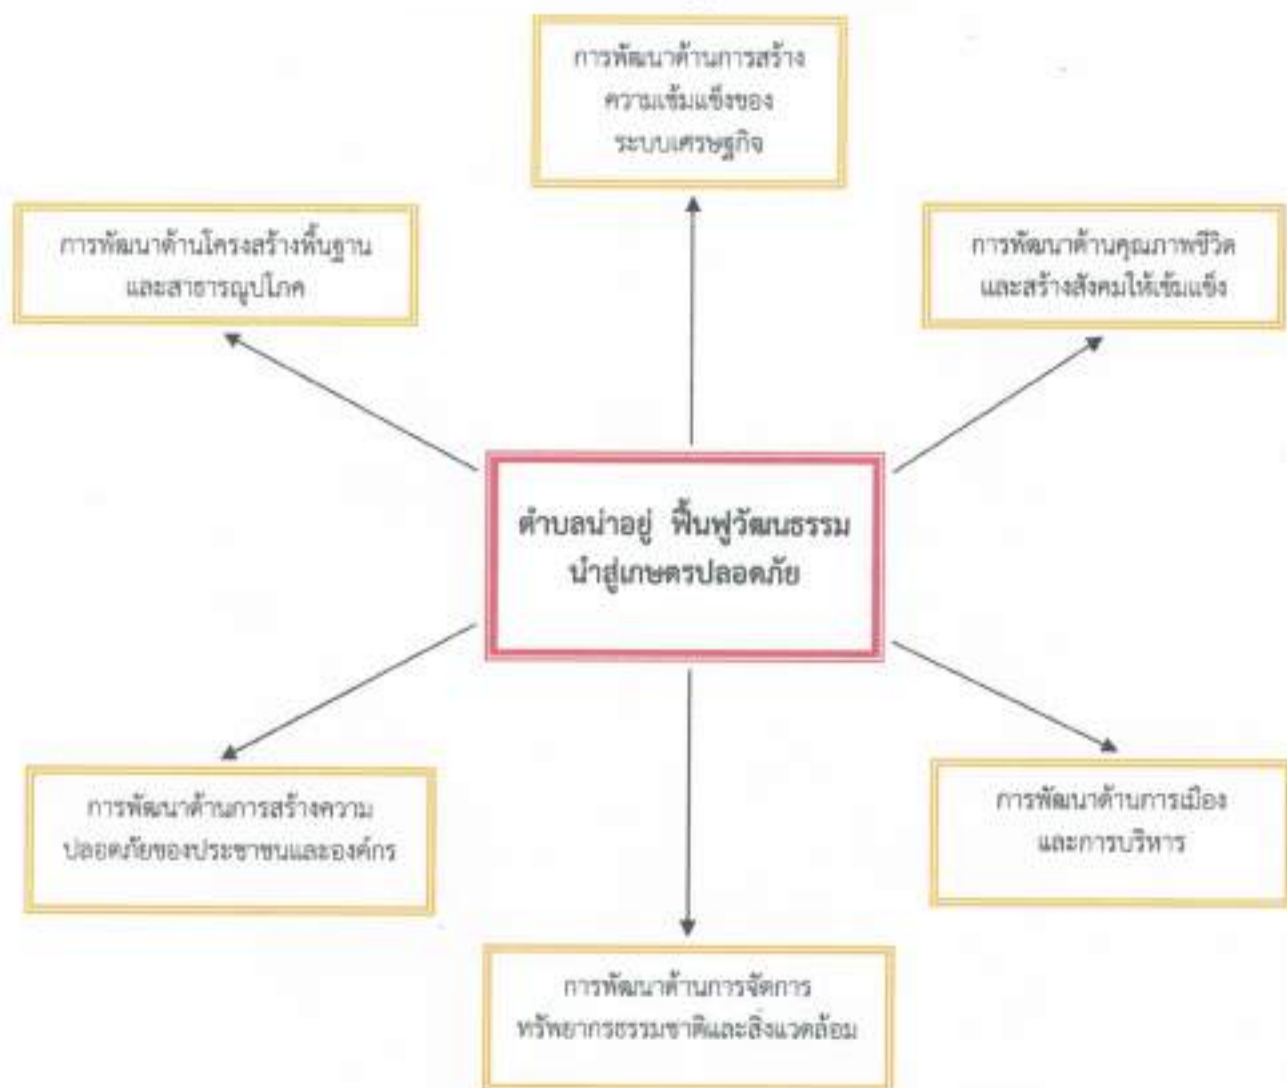 การพัฒนาด้านการสร้าง
ความเข้มแข็งของ
ระบบเศรษฐกิจ
การพัฒนาด้านโครงสร้างพื้นฐาน
และสาธารณูปโภค
การพัฒนาด้านคุณภาพชีวิต
และสร้างสังคมให้เข้มแข็ง
ตำบลน่าอยู่ ฟื้นฟูวัฒนธรรม
นำสู่เกษตรปลอดภัย
การพัฒนาด้านการสร้างความ
ปลอดภัยของประชาชนและองค์กร
การพัฒนาด้านการเมือง
และการบริหาร
การพัฒนาด้านการจัดการ
ทรัพยากรธรรมชาติและสิ่งแวดล้อม